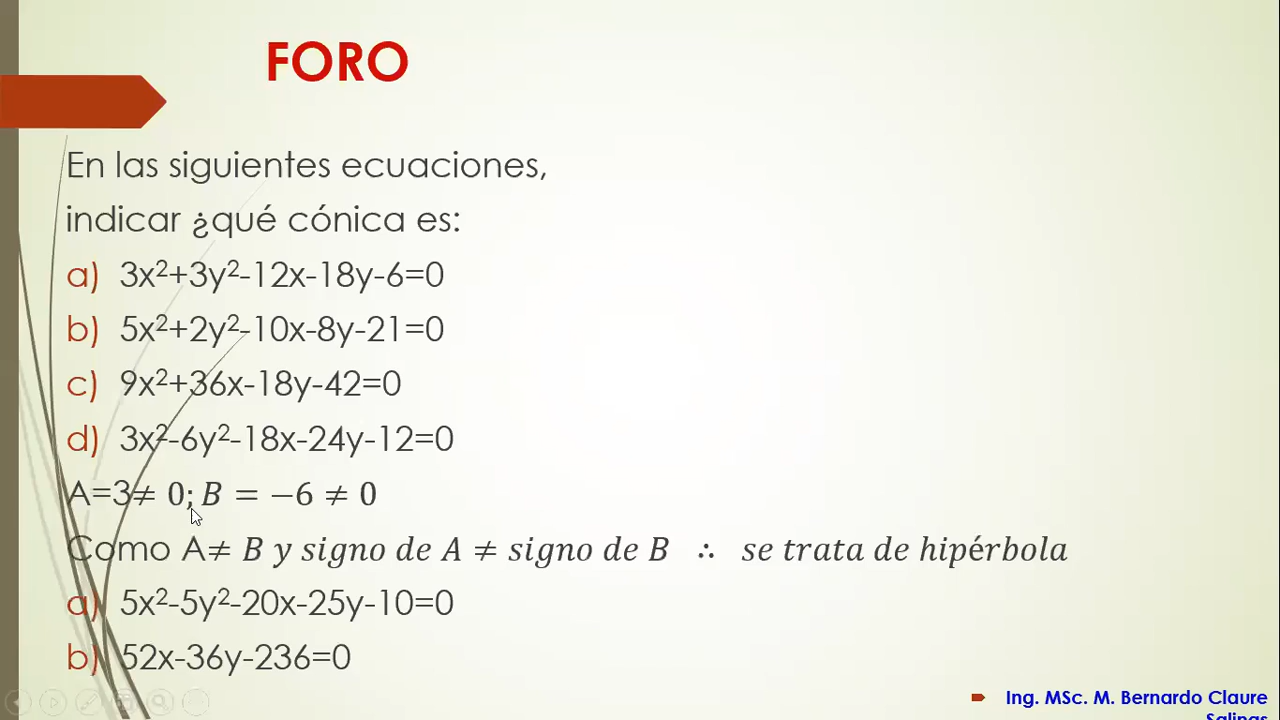 FORO
En las siguientes ecuaciones,
indicar ¿qué cónica es:
a) 3x²+3y²-12x-18y-6=0
b) 5x²+2y²-10x-8y-21=0
c) 9x²+36x-18y-42=0
d) 3x²-6y²-18x-24y-12=0
A=3≠ 0; B = −6 ≠ 0
Como A≠ B y signo de A ≠ signo de B ∴ se trata de hipérbola
a) 5x²-5y²-20x-25y-10=0
b) 52x-36y-236=0
Ing. MSc. M. Bernardo Claure
Salinas